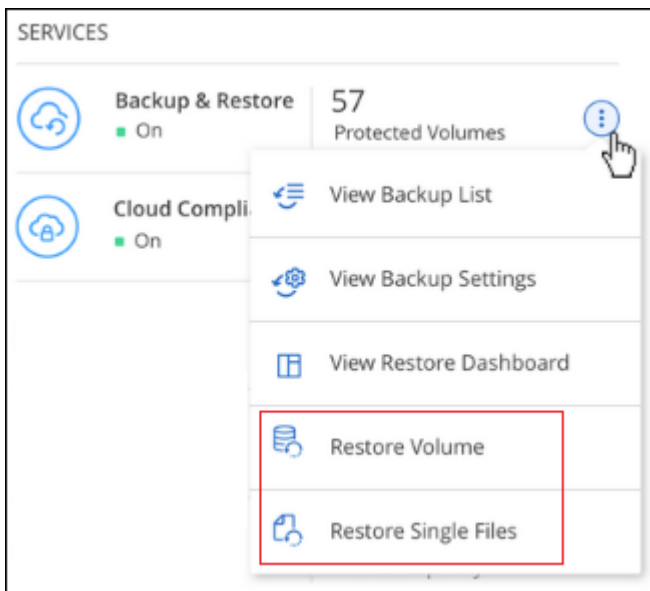 SERVICES
Backup & Restore
On
57
Protected Volumes
Cloud Compli
On
View Backup List
View Backup Settings
View Restore Dashboard
Restore Volume
Restore Single Files